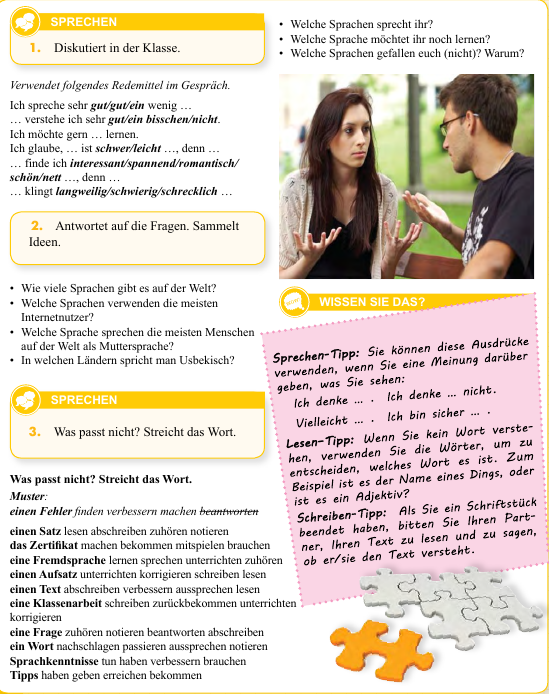 SPRECHEN
1. Diskutiert in der Klasse.
Verwendet folgendes Redemittel im Gespräch.
Ich spreche sehr gut/gut/ein wenig …
… verstehe ich sehr gut/ein bisschen/nicht.
Ich möchte gern … lernen.
Ich glaube, … ist schwer/leicht …, denn …
… finde ich interessant/spannend/romantisch/
schön/nett …, denn …
… klingt langweilig/schwierig/schrecklich …
2. Antwortet auf die Fragen. Sammelt
Ideen.
• Wie viele Sprachen gibt es auf der Welt?
• Welche Sprachen verwenden die meisten
Internetnutzer?
• Welche Sprache sprechen die meisten Menschen
auf der Welt als Muttersprache?
• In welchen Ländern spricht man Usbekisch?
SPRECHEN
3. Was passt nicht? Streicht das Wort.
Was passt nicht? Streicht das Wort.
Muster:
einen Fehler finden verbessern machen beantworten
einen Satz lesen abschreiben zuhören notieren
das Zertifikat machen bekommen mitspielen brauchen
eine Fremdsprache lernen sprechen unterrichten zuhören
einen Aufsatz unterrichten korrigieren schreiben lesen
einen Text abschreiben verbessern aussprechen lesen
eine Klassenarbeit schreiben zurückbekommen unterrichten
korrigieren
eine Frage zuhören notieren beantworten abschreiben
ein Wort nachschlagen passieren aussprechen notieren
Sprachkenntnisse tun haben verbessern brauchen
Tipps haben geben erreichen bekommen
• Welche Sprachen sprecht ihr?
• Welche Sprache möchtet ihr noch lernen?
• Welche Sprachen gefallen euch (nicht)? Warum?
WISSEN SIE DAS?
Sprechen-Tipp: Sie können diese Ausdrücke
verwenden, wenn Sie eine Meinung darüber
geben, was Sie sehen:
Ich denke … . Ich denke … nicht.
Vielleicht … . Ich bin sicher … .
Lesen-Tipp: Wenn Sie kein Wort verste-
hen, verwenden Sie die Wörter, um zu
entscheiden, welches Wort es ist. Zum
Beispiel ist es der Name eines Dings, oder
ist es ein Adjektiv?
Schreiben-Tipp: Als Sie ein Schriftstück
beendet haben, bitten Sie Ihren Part-
ner, Ihren Text zu lesen und zu sagen,
ob er/sie den Text versteht.